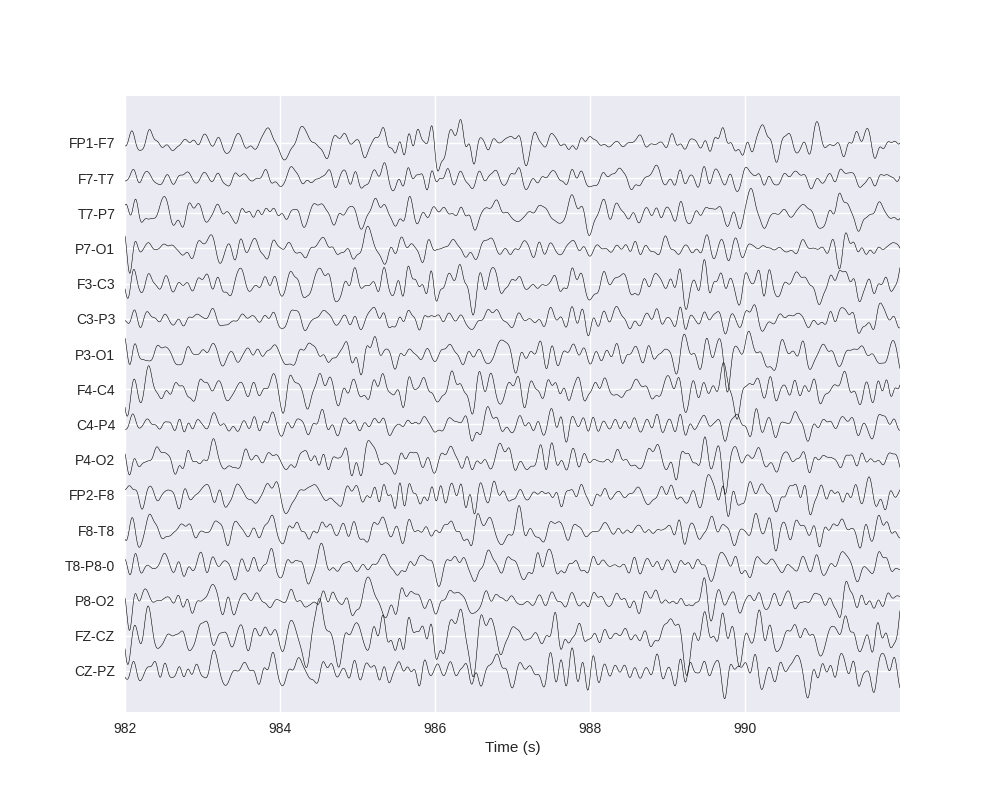 FP1-F7
F7-T7
T7-P7
P7-O1
F3-C3
C3-P3
P3-O1
F4-C4
C4-P4
P4-O2
FP2-F8
F8-T8
T8-P8-0
P8-O2
FZ-CZ
CZ-PZ
982 984 986 988 990
Time (s)